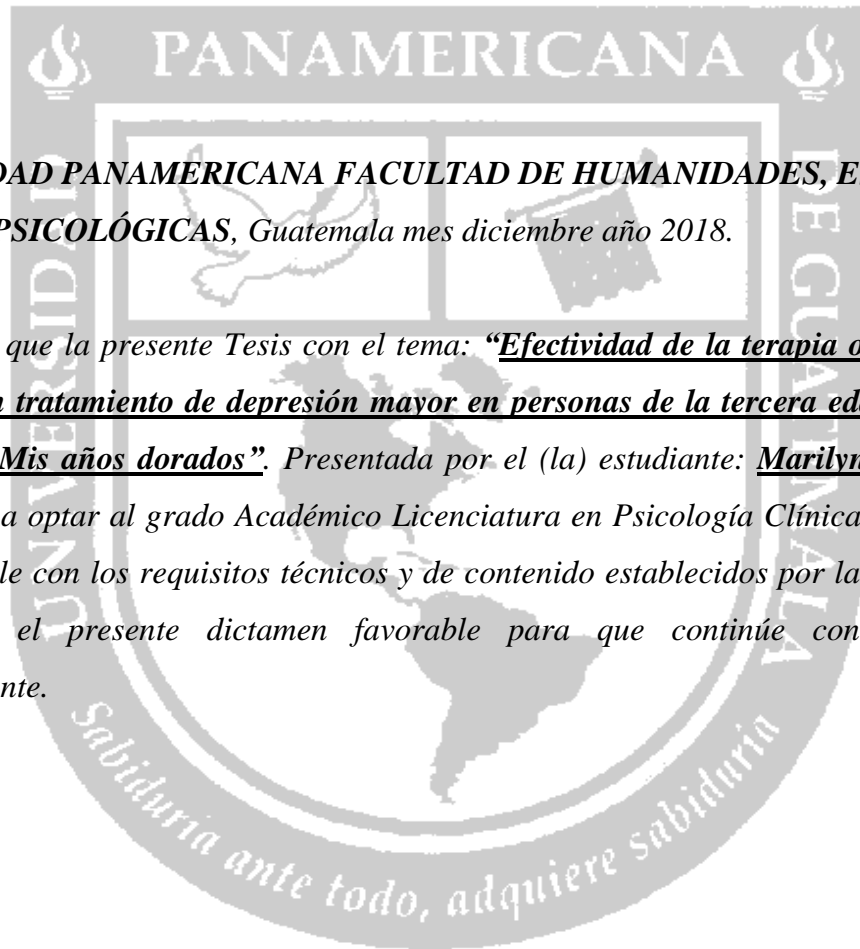 PANAMERICANA
UNIVERSIDAD
DE GUATEMALA
DAD PANAMERICANA FACULTAD DE HUMANIDADES, E
PSICOLÓGICAS, Guatemala mes diciembre año 2018.
que la presente Tesis con el tema: “Efectividad de la terapia o
n tratamiento de depresión mayor en personas de la tercera eda
Mis años dorados”. Presentada por el (la) estudiante: Marilyn
a optar al grado Académico Licenciatura en Psicología Clínica
le con los requisitos técnicos y de contenido establecidos por la
el presente dictamen favorable para que continúe con
nte.
Sabiduría ante todo, adquiere sabiduría